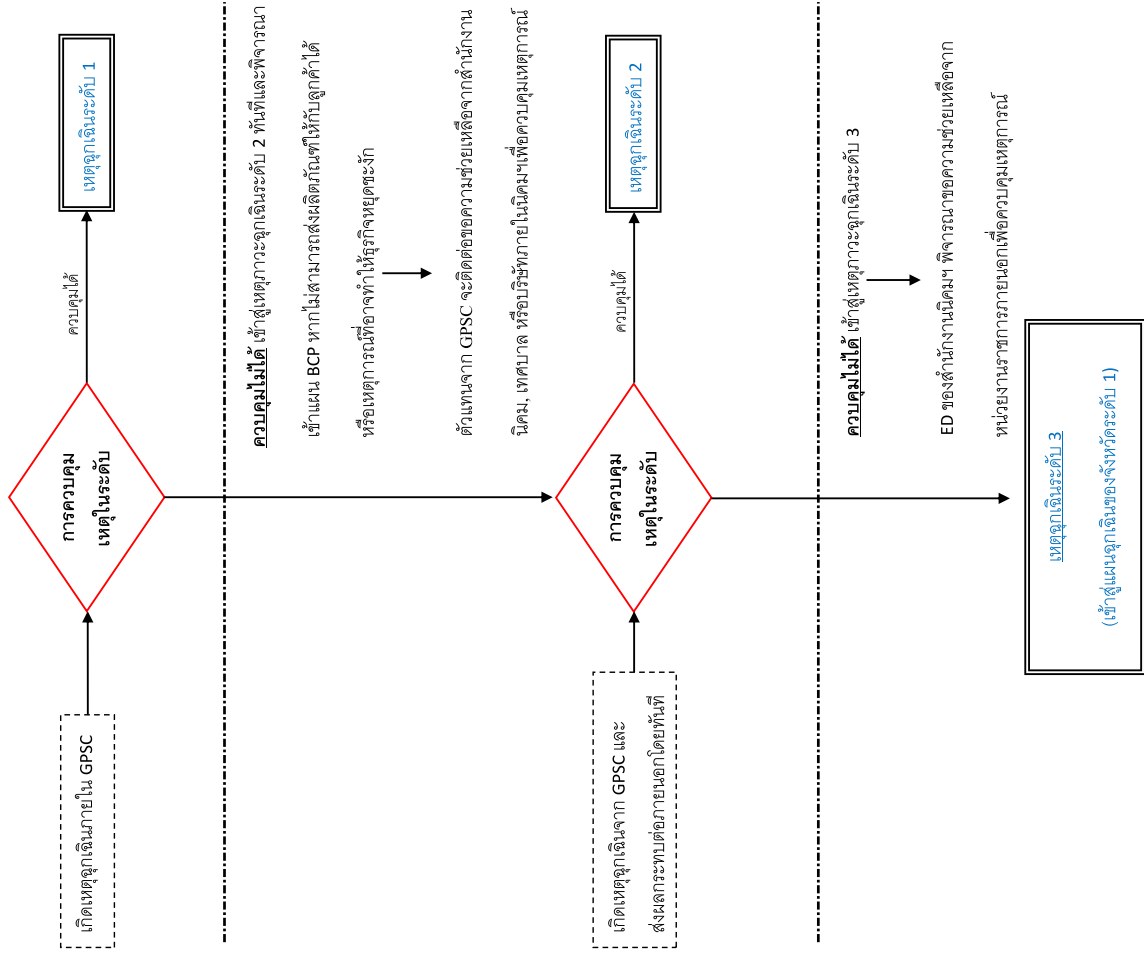 เกิดเหตุฉุกเฉินภายใน GPSC
การควบคุม
เหตุในระดับ
ควบคุมได้
เหตุฉุกเฉินระดับ 1
ควบคุมไม่ได้ เข้าสู่เหตุภาวะฉุกเฉินระดับ 2 ทันทีและพิจารณา
เข้าแผน BCP หากไม่สามารถส่งผลิตภัณฑ์ให้กับลูกค้าได้
หรือเหตุการณ์ที่อาจทำให้ธุรกิจหยุดชะงัก
ตัวแทนจาก GPSC จะติดต่อขอความช่วยเหลือจากสำนักงาน
นิคม, เทศบาล หรือบริษัทภายในนิคมฯเพื่อควบคุมเหตุการณ์
เกิดเหตุฉุกเฉินจาก GPSC และ
ส่งผลกระทบต่อภายนอกโดยทันที
การควบคุม
เหตุในระดับ
ควบคุมได้
เหตุฉุกเฉินระดับ 2
ควบคุมไม่ได้ เข้าสู่เหตุภาวะฉุกเฉินระดับ 3
ED ของสำนักงานนิคมฯ พิจารณาขอความช่วยเหลือจาก
หน่วยงานราชการภายนอกเพื่อควบคุมเหตุการณ์
เหตุฉุกเฉินระดับ 3
(เข้าสู่แผนฉุกเฉินของจังหวัดระดับ 1)